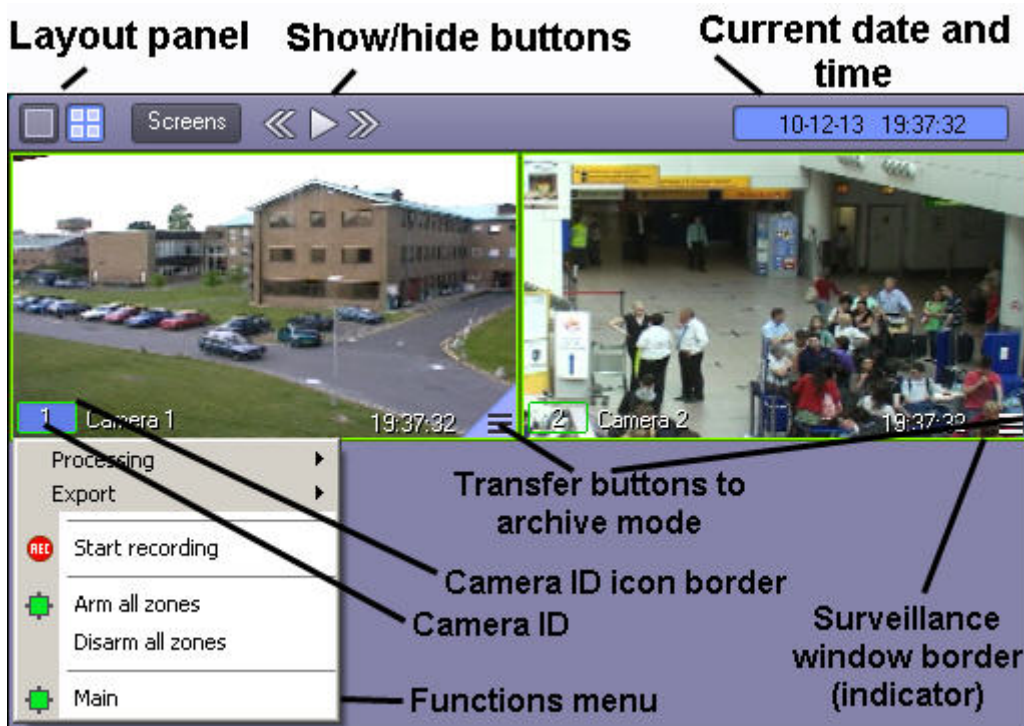 Layout panel
Show/hide buttons
Current date and
time
Screens
10-12-13 19:37:32
1 Camera 1 19:37:32
2 Camera 2 19:37:32
Processing
Export
REC Start recording
Arm all zones
Disarm all zones
Main
Transfer buttons to
archive mode
Camera ID icon border
Camera ID
Functions menu
Surveillance
window border
(indicator)